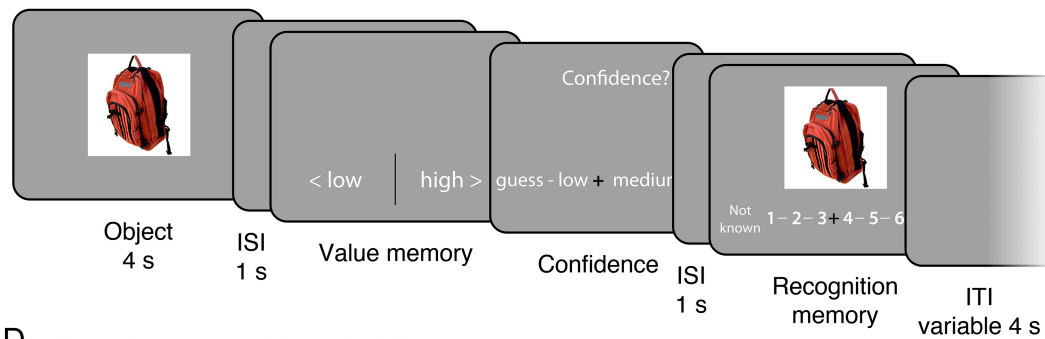 Confidence?
< low | high >
guess - low + mediu
Not
known
1 – 2 – 3 + 4 – 5 – 6
Object
4 s
ISI
1 s
Value memory
Confidence
ISI
1 s
Recognition
memory
ITI
variable 4 s